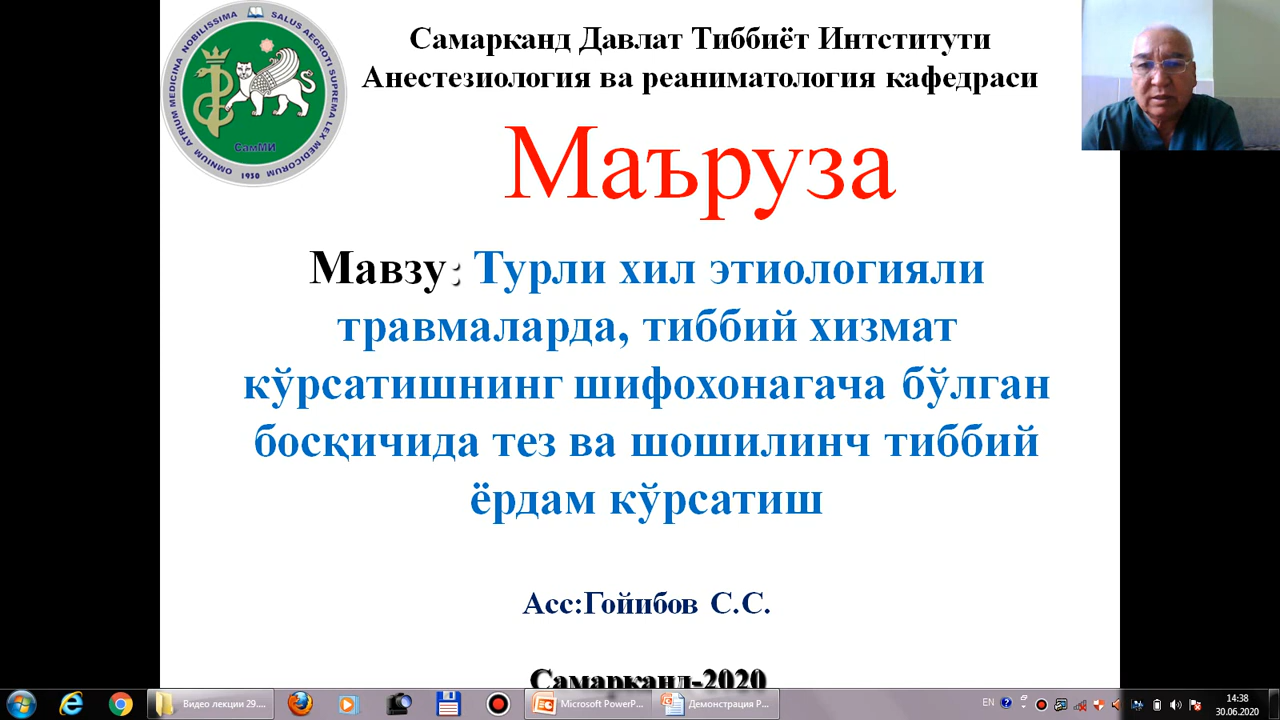 Самарканд Давлат Тиббиёт Интститути
Анестезиология ва реаниматология кафедраси
OMNIUM ATRIUM MEDICINA NOBILISSIMA
SALUS AEGROTI SUPREMA LEX MEDICORUM
СамМИ
1930
Маъруза
Мавзу: Турли хил этиологияли
травмаларда, тиббий хизмат
кўрсатишнинг шифохонагача бўлган
босқичида тез ва шошилинч тиббий
ёрдам кўрсатиш
Асс:Гойибов С.С.
Самарканд-2020
Видео лекции 29....
Microsoft PowerP...
Демонстрация P...
EN
14:38
30.06.2020